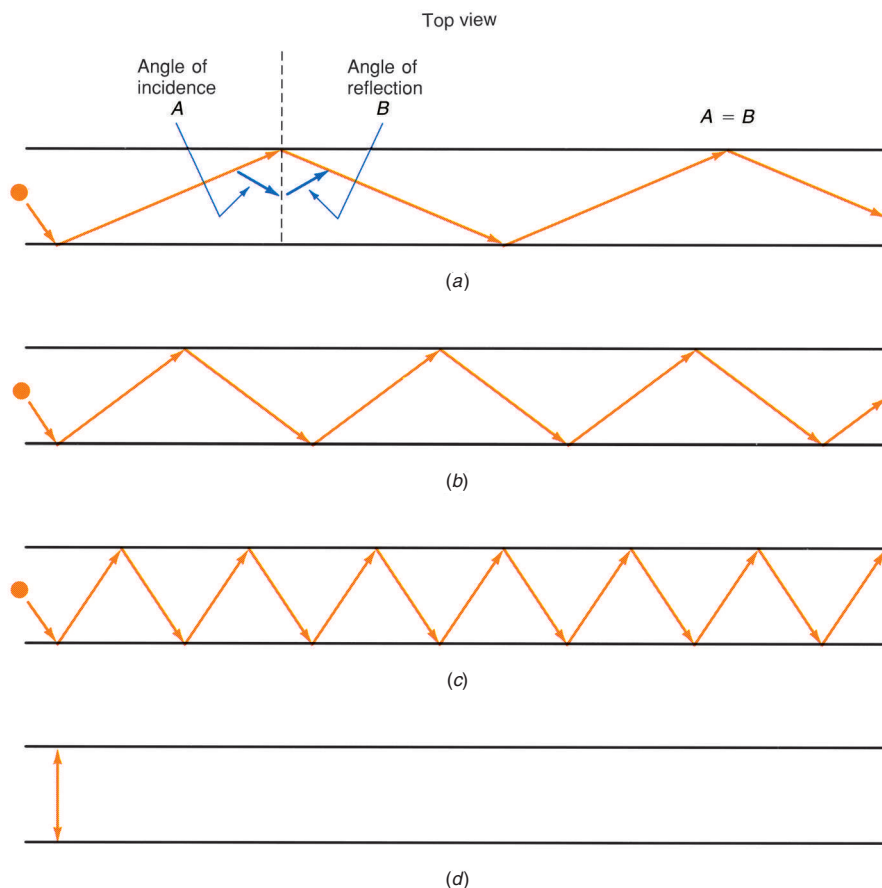 Top view
Angle of
incidence
A
Angle of
reflection
B
A = B
(a)
(b)
(c)
(d)